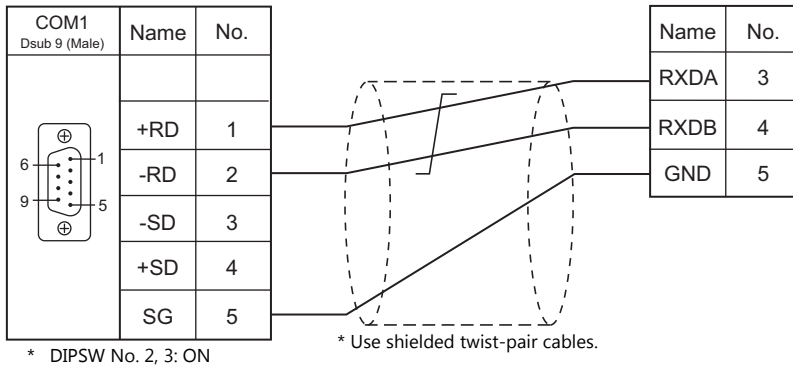 COM1
Dsub 9 (Male)
Name No.
+RD 1
-RD 2
-SD 3
+SD 4
SG 5
6 1
9 5
* DIPSW No. 2, 3: ON
* Use shielded twist-pair cables.
Name No.
RXDA 3
RXDB 4
GND 5